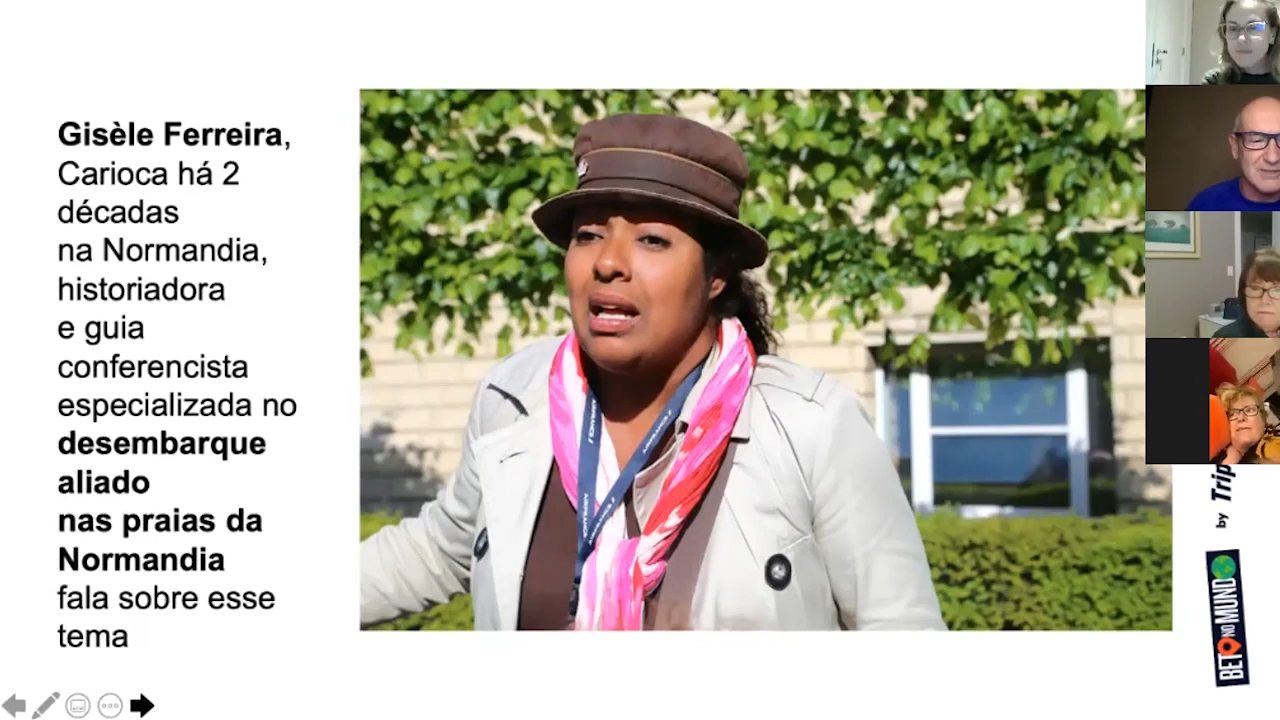 Gisèle Ferreira,
Carioca há 2
décadas
na Normandia,
historiadora
e guia
conferencista
especializada no
desembarque
aliado
nas praias da
Normandia
fala sobre esse
tema
by Trip
BET NO MUNDO